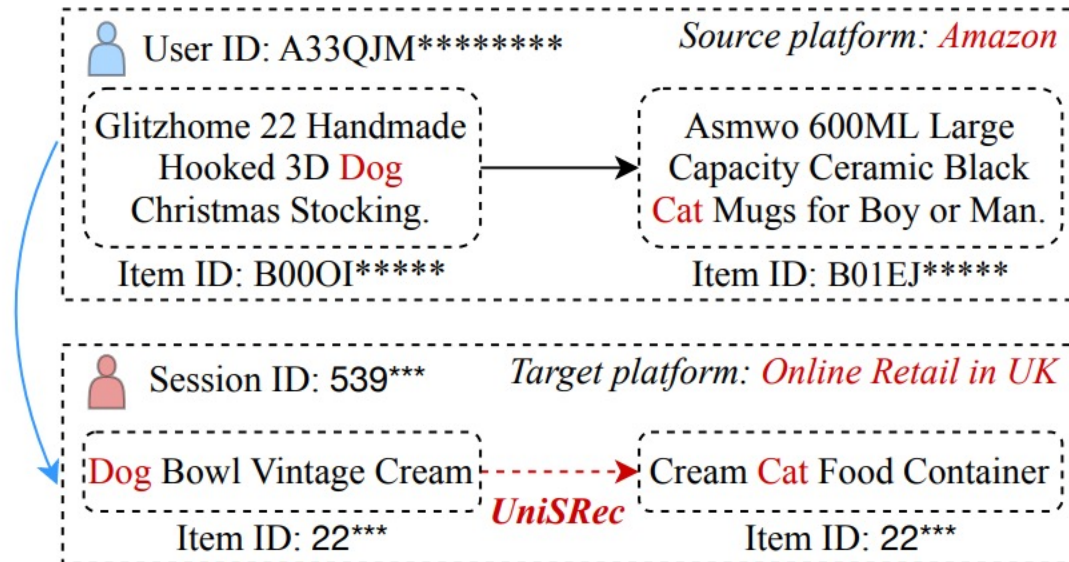 User ID: A33QJM********
Source platform: Amazon
Glitzhome 22 Handmade
Hooked 3D Dog
Christmas Stocking.
Asmwo 600ML Large
Capacity Ceramic Black
Cat Mugs for Boy or Man.
Item ID: B00OI*****
Item ID: B01EJ*****
Session ID: 539***
Target platform: Online Retail in UK
Dog Bowl Vintage Cream
UniSRec
Cream Cat Food Container
Item ID: 22***
Item ID: 22***